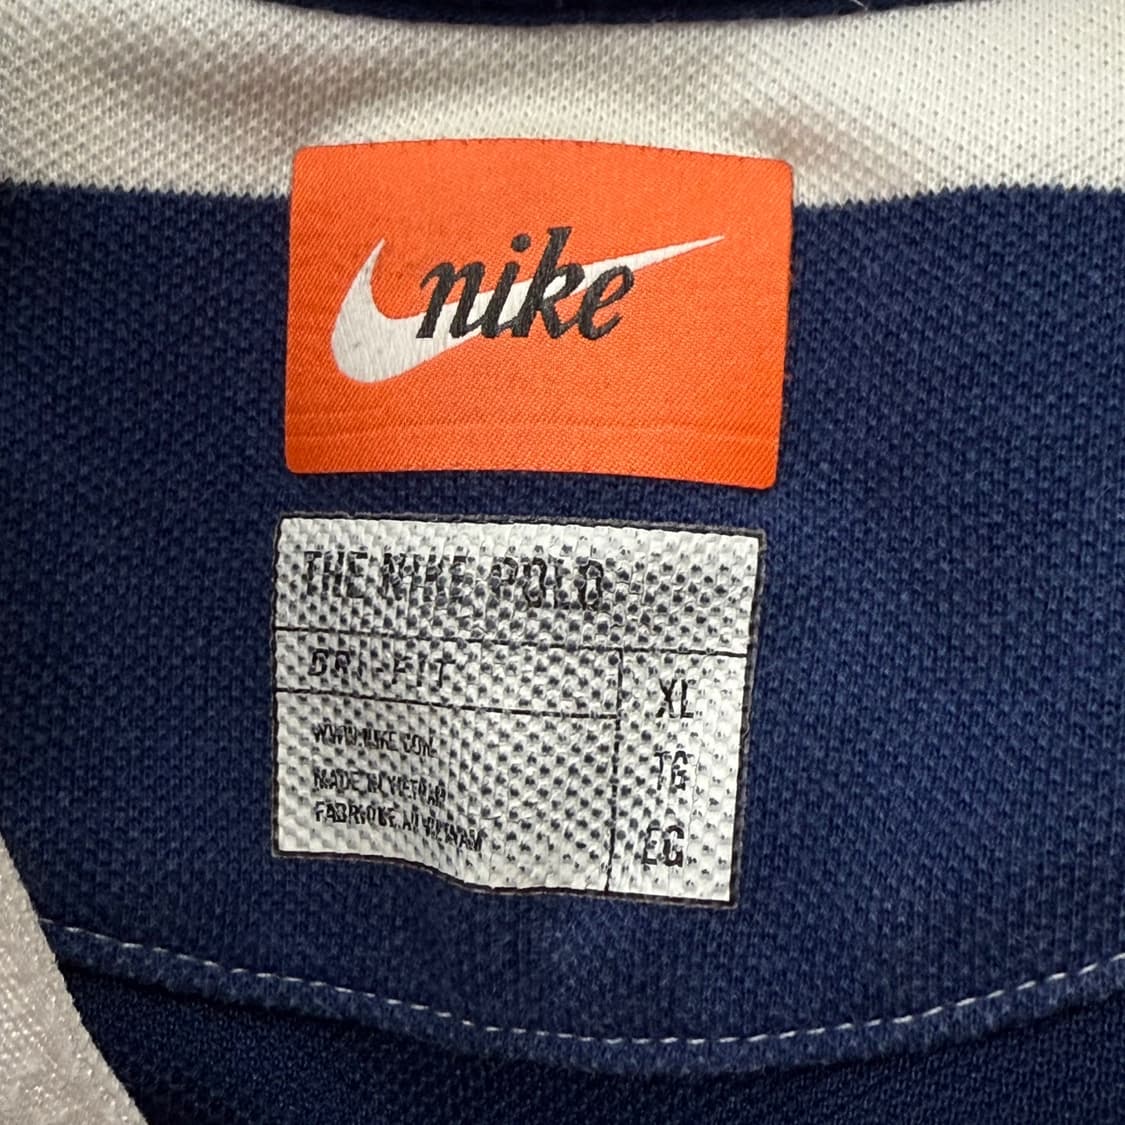 nike
THE NIKE POLO
DRI-FIT
XL
WWW.NIKE.COM
TG
MADE IN VIETNAM
FABRIQUE AU VIETNAM
EG